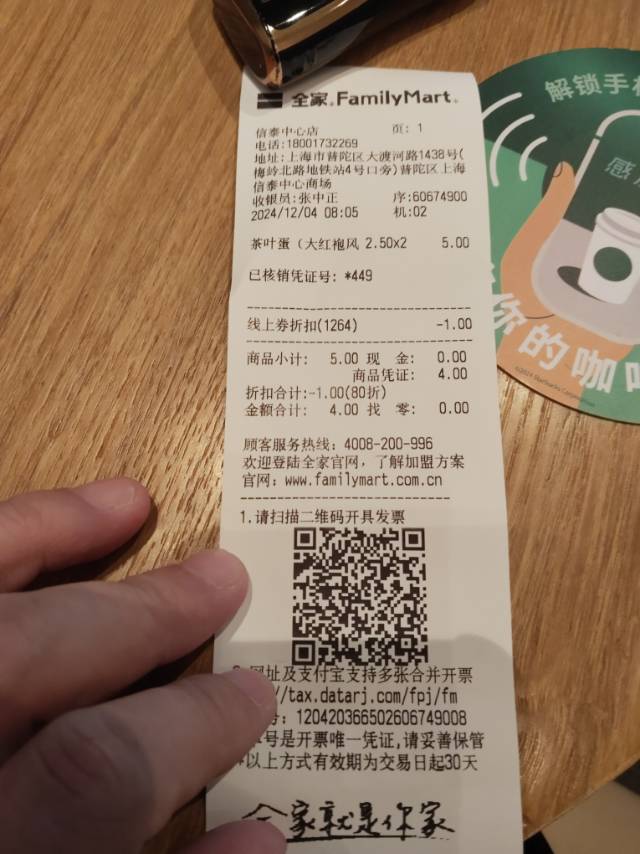 全家 FamilyMart
信泰中心店 页: 1
电话:18001732269
地址:上海市普陀区大渡河路1438号(
梅岭北路地铁站4号口旁)普陀区上海
信泰中心商场
收银员:张中正 序:60674900
2024/12/04 08:05 机:02
茶叶蛋（大红袍风 2.50x2 5.00
已核销凭证号: *449
线上券折扣(1264) -1.00
商品小计: 5.00 现 金: 0.00
商品凭证: 4.00
折扣合计:-1.00(80折)
金额合计: 4.00 找 零: 0.00
顾客服务热线: 4008-200-996
欢迎登陆全家官网，了解加盟方案
官网: www.familymart.com.cn
1.请扫描二维码开具发票
网址及支付宝支持多张合并开票
//tax.datarj.com/fpj/fm
号: 120420366502606749008
号是开票唯一凭证,请妥善保管
*以上方式有效期为交易日起30天
全家就是你家
解锁手机
感
你的咖啡
©2024 Starbucks Corporation